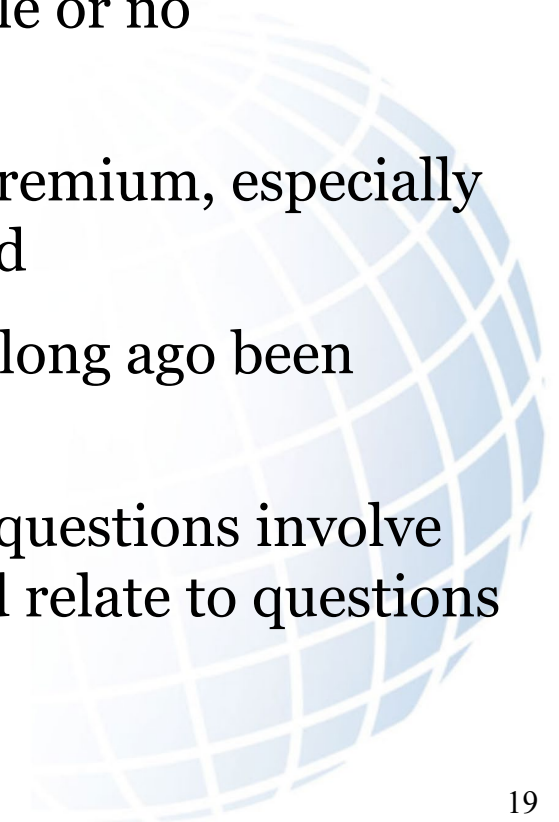 le or no
remium, especially
d
long ago been
questions involve
l relate to questions
19